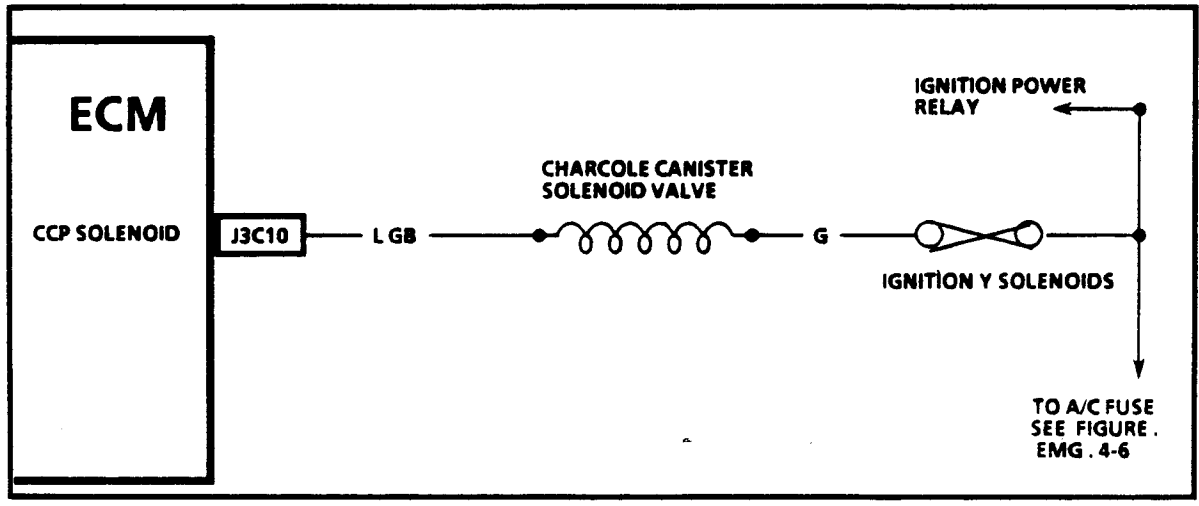 ECM
CCP SOLENOID
J3C10
L GB
CHARCOLE CANISTER
SOLENOID VALVE
G
IGNITION POWER
RELAY
IGNITION Y SOLENOIDS
TO A/C FUSE
SEE FIGURE .
EMG . 4-6